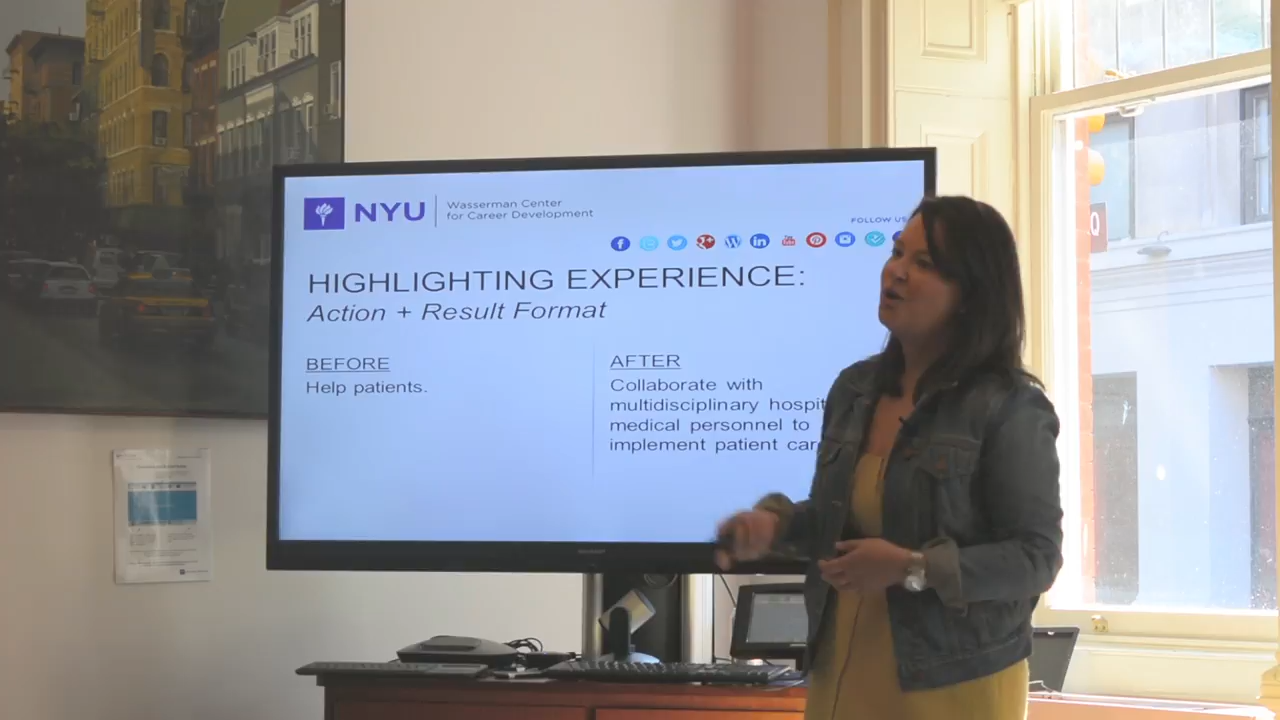 NYU
Wasserman Center
for Career Development
FOLLOW US
HIGHLIGHTING EXPERIENCE:
Action + Result Format
BEFORE
Help patients.
AFTER
Collaborate with
multidisciplinary
medical personnel to
implement patient